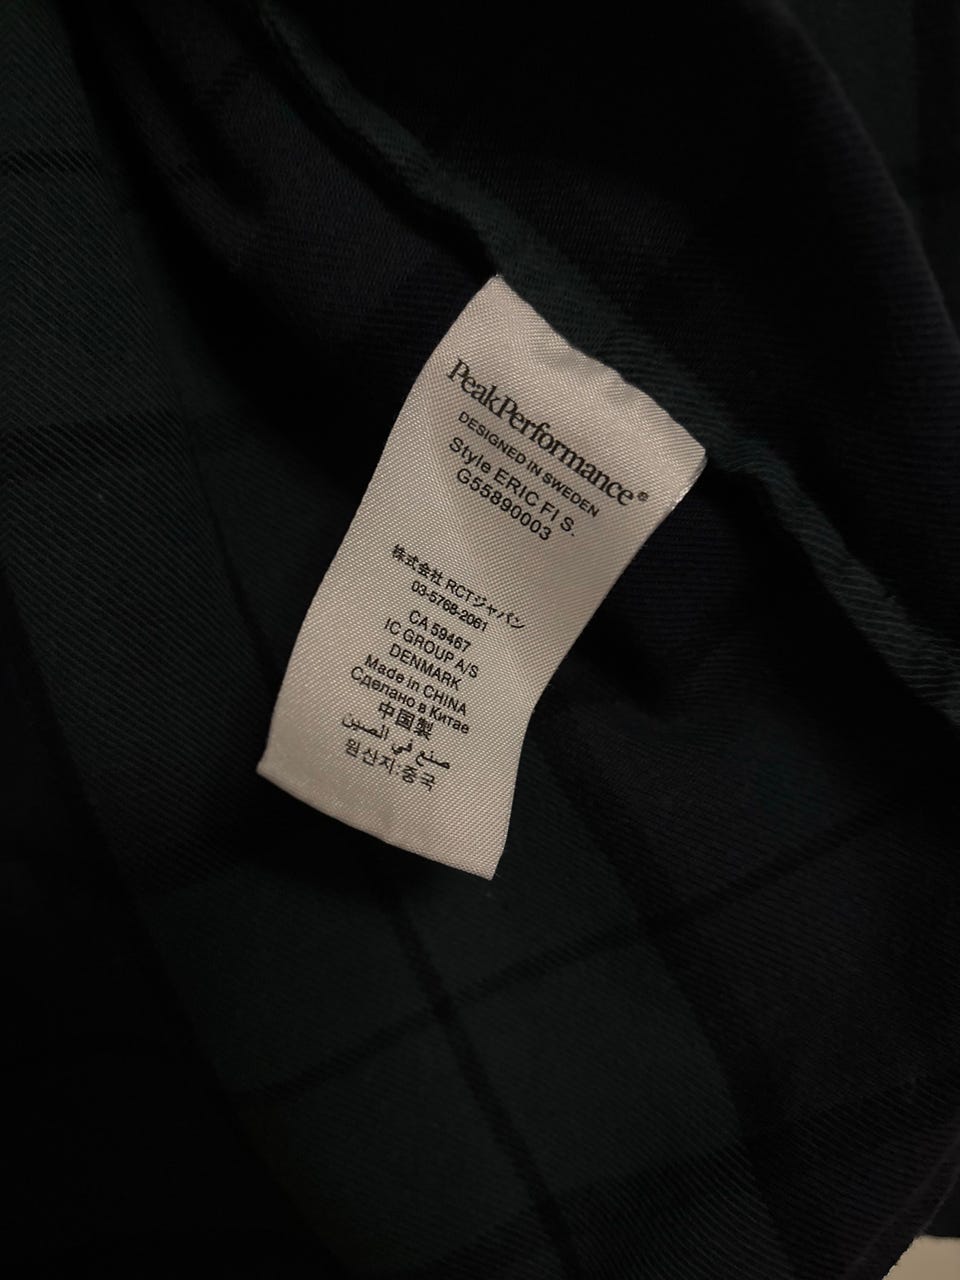 PeakPerformance®
DESIGNED IN SWEDEN
Style ERIC FI S.
G55890003
株式会社 RCTジャパン
03-5768-2061
CA 59467
IC GROUP A/S
DENMARK
Made in CHINA
Сделано в Китае
中国製
صنع في الصين
원산지:중국